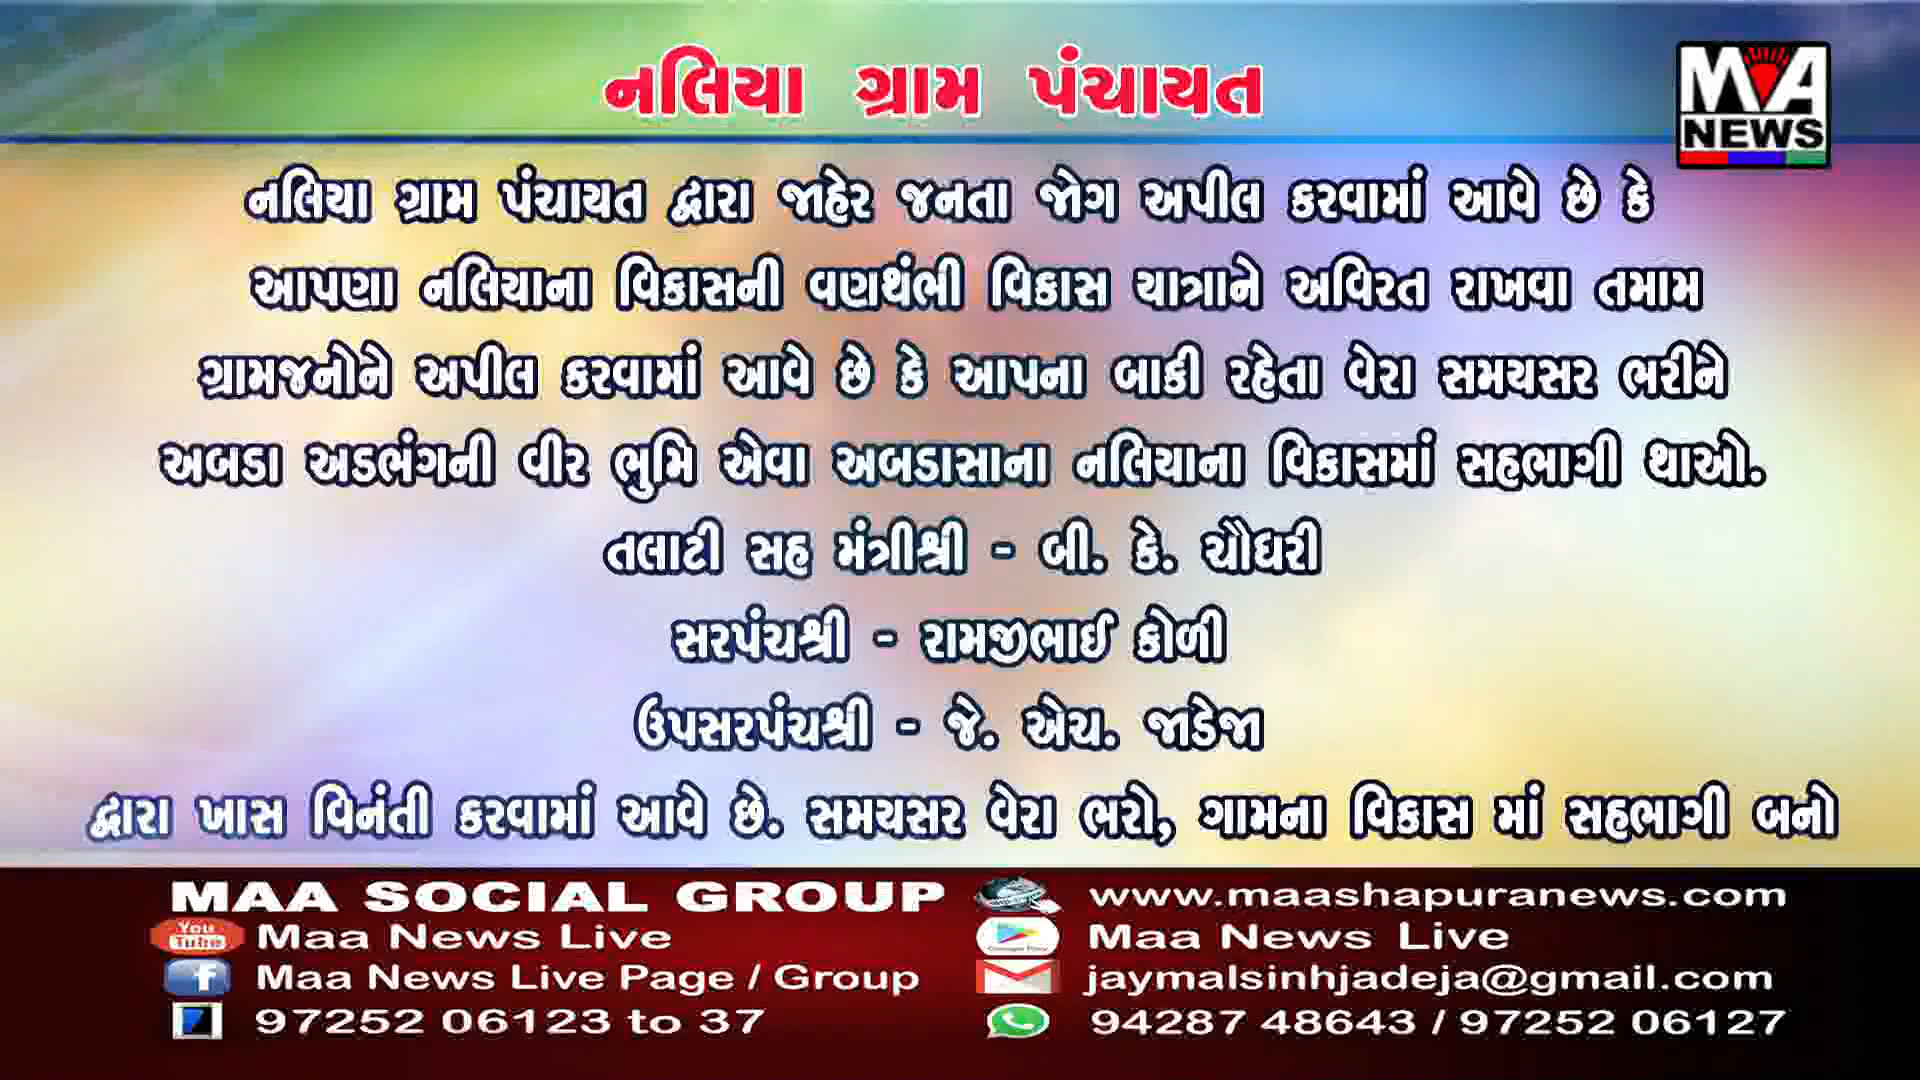 નલિયા ગ્રામ પંચાયત
MAA
NEWS
નલિયા ગ્રામ પંચાયત દ્વારા જાહેર જનતા જોગ અપીલ કરવામાં આવે છે કે
આપણા નલિયાના વિકાસની વણથંભી વિકાસ યાત્રાને અવિરત રાખવા તમામ
ગ્રામજનોને અપીલ કરવામાં આવે છે કે આપના બાકી રહેતા વેરા સમયસર ભરીને
અબડા અડભંગની વીર ભુમિ એવા અબડાસાના નલિયાના વિકાસમાં સહભાગી થાઓ.
તલાટી સહ મંત્રીશ્રી - બી. કે. ચૌધરી
સરપંચશ્રી - રામજીભાઈ કોળી
ઉપસરપંચશ્રી - જે. એચ. જાડેજા
દ્વારા ખાસ વિનંતી કરવામાં આવે છે. સમયસર વેરા ભરો, ગામના વિકાસ માં સહભાગી બનો
MAA SOCIAL GROUP
You Tube Maa News Live
Maa News Live Page / Group
97252 06123 to 37
www.maashapuranews.com
Maa News Live
jaymalsinhjadeja@gmail.com
94287 48643 / 97252 06127